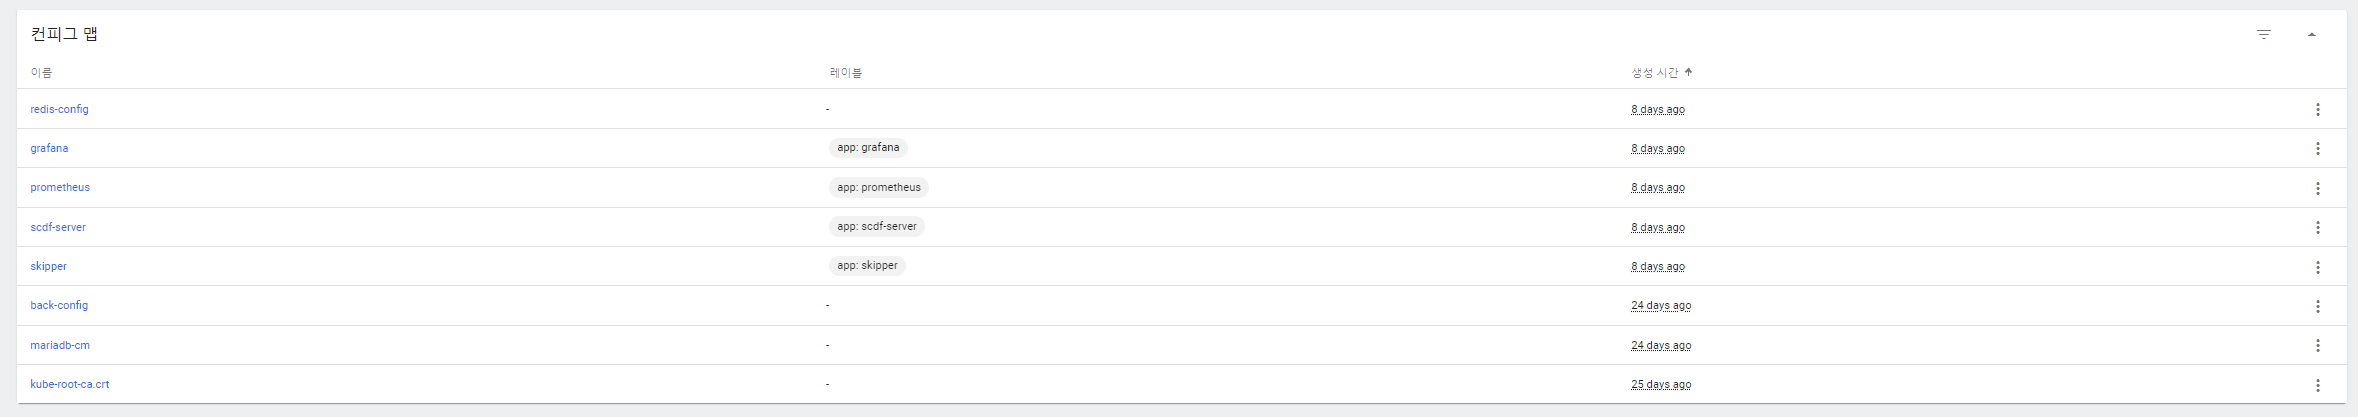 컨피그 맵
이름 레이블 생성 시간
redis-config - 8 days ago
grafana app: grafana 8 days ago
prometheus app: prometheus 8 days ago
scdf-server app: scdf-server 8 days ago
skipper app: skipper 8 days ago
back-config - 24 days ago
mariadb-cm - 24 days ago
kube-root-ca.crt - 25 days ago